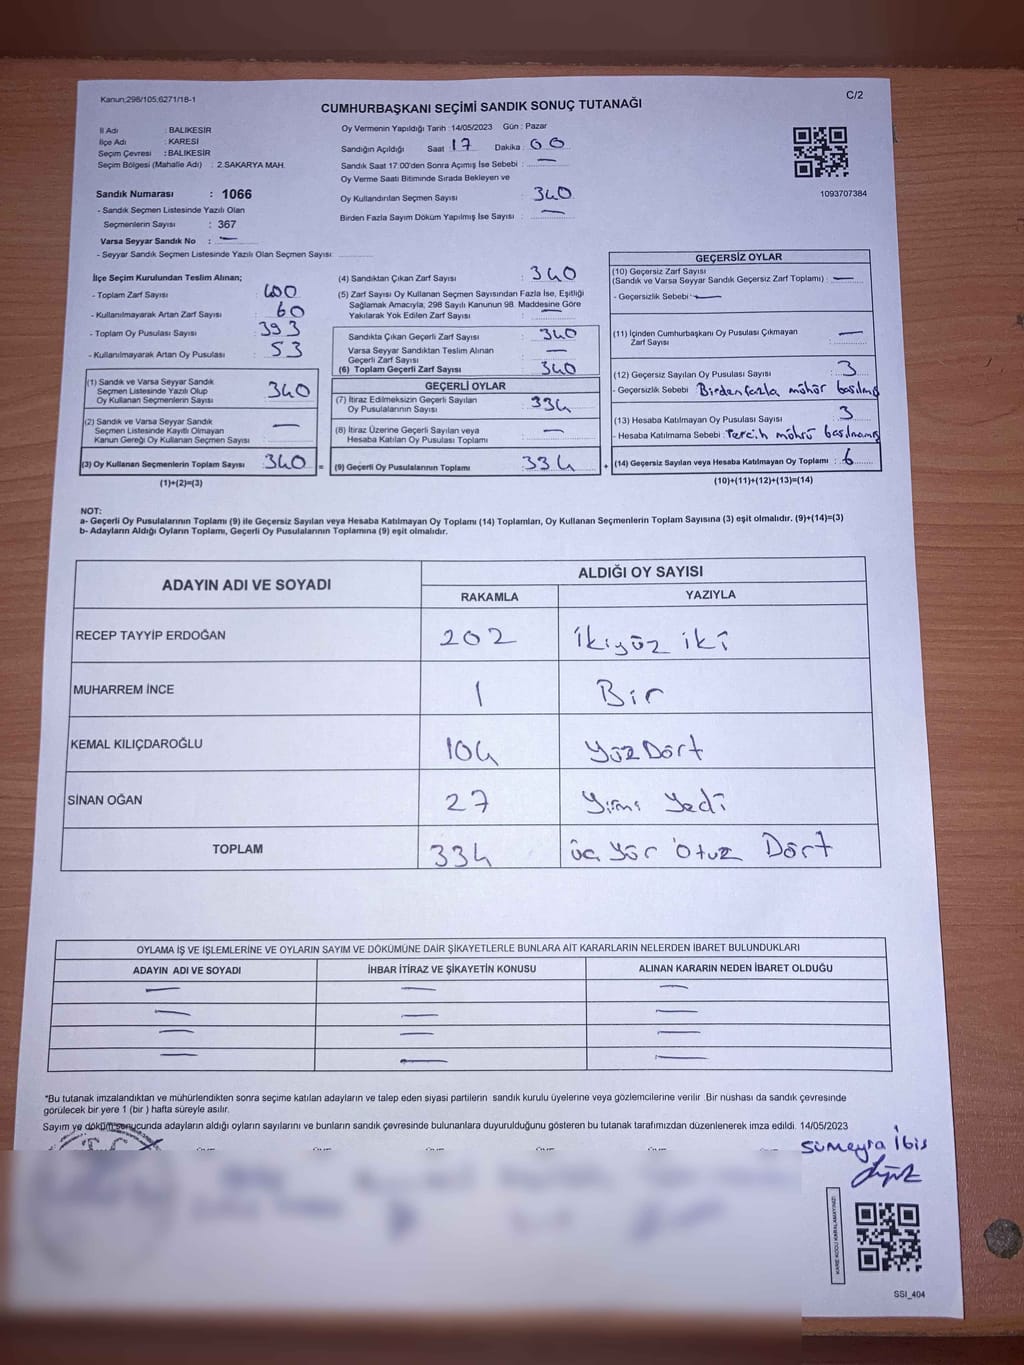 Kanun;298/105;6271/18-1
C/2
CUMHURBAŞKANI SEÇİMİ SANDIK SONUÇ TUTANAĞI
İl Adı : BALIKESİR
İlçe Adı : KARESİ
Seçim Çevresi : BALIKESİR
Seçim Bölgesi (Mahalle Adı) : 2.SAKARYA MAH.
Oy Vermenin Yapıldığı Tarih :14/05/2023 Gün : Pazar
Sandığın Açıldığı Saat 17 Dakika 00
Sandık Saat 17:00'den Sonra Açımış İse Sebebi : —
Oy Verme Saati Bitiminde Sırada Bekleyen ve
Oy Kullandırılan Seçmen Sayısı : 340
Birden Fazla Sayım Döküm Yapılmış İse Sayısı : —
1093707384
Sandık Numarası : 1066
- Sandık Seçmen Listesinde Yazılı Olan
Seçmenlerin Sayısı : 367
Varsa Seyyar Sandık No : —
- Seyyar Sandık Seçmen Listesinde Yazılı Olan Seçmen Sayısı:
İlçe Seçim Kurulundan Teslim Alınan;
- Toplam Zarf Sayısı 400
- Kullanılmayarak Artan Zarf Sayısı 60
- Toplam Oy Pusulası Sayısı 393
- Kullanılmayarak Artan Oy Pusulası 53
(1) Sandık ve Varsa Seyyar Sandık
Seçmen Listesinde Yazılı Olup
Oy Kullanan Seçmenlerin Sayısı 340
(2) Sandık ve Varsa Seyyar Sandık
Seçmen Listesinde Kayıtlı Olmayan
Kanun Gereği Oy Kullanan Seçmen Sayısı —
(3) Oy Kullanan Seçmenlerin Toplam Sayısı 340
(1)+(2)=(3)
(4) Sandıktan Çıkan Zarf Sayısı : 340
(5) Zarf Sayısı Oy Kullanan Seçmen Sayısından Fazla İse, Eşitliği
Sağlamak Amacıyla, 298 Sayılı Kanunun 98. Maddesine Göre
Yakılarak Yok Edilen Zarf Sayısı : —
Sandıkta Çıkan Geçerli Zarf Sayısı : 340
Varsa Seyyar Sandıktan Teslim Alınan
Geçerli Zarf Sayısı : —
(6) Toplam Geçerli Zarf Sayısı : 340
GEÇERLİ OYLAR
(7) İtiraz Edilmeksizin Geçerli Sayılan
Oy Pusulalarının Sayısı : 334
(8) İtiraz Üzerine Geçerli Sayılan veya
Hesaba Katılan Oy Pusulası Toplamı : —
= (9) Geçerli Oy Pusulalarının Toplamı : 334
GEÇERSİZ OYLAR
(10) Geçersiz Zarf Sayısı
(Sandık ve Varsa Seyyar Sandık Geçersiz Zarf Toplamı) : —
- Geçersizlik Sebebi : —
(11) İçinden Cumhurbaşkanı Oy Pusulası Çıkmayan
Zarf Sayısı : —
(12) Geçersiz Sayılan Oy Pusulası Sayısı : 3
- Geçersizlik Sebebi Birden fazla mühür basılmış
(13) Hesaba Katılmayan Oy Pusulası Sayısı : 3
- Hesaba Katılmama Sebebi : Tercih mührü basılmamış
+ (14) Geçersiz Sayılan veya Hesaba Katılmayan Oy Toplamı : 6
(10)+(11)+(12)+(13)=(14)
NOT:
a- Geçerli Oy Pusulalarının Toplamı (9) ile Geçersiz Sayılan veya Hesaba Katılmayan Oy Toplamı (14) Toplamları, Oy Kullanan Seçmenlerin Toplam Sayısına (3) eşit olmalıdır. (9)+(14)=(3)
b- Adayların Aldığı Oyların Toplamı, Geçerli Oy Pusulalarının Toplamına (9) eşit olmalıdır.
ADAYIN ADI VE SOYADI
ALDIĞI OY SAYISI
RAKAMLA YAZIYLA
RECEP TAYYİP ERDOĞAN 202 ikiyüz iki
MUHARREM İNCE 1 Bir
KEMAL KILIÇDAROĞLU 104 Yüz Dört
SİNAN OĞAN 27 Yirmi Yedi
TOPLAM 334 üç Yüz Otuz Dört
OYLAMA İŞ VE İŞLEMLERİNE VE OYLARIN SAYIM VE DÖKÜMÜNE DAİR ŞİKAYETLERLE BUNLARA AİT KARARLARIN NELERDEN İBARET BULUNDUKLARI
ADAYIN ADI VE SOYADI İHBAR İTİRAZ VE ŞİKAYETİN KONUSU ALINAN KARARIN NEDEN İBARET OLDUĞU
— — —
— — —
— — —
— — —
*Bu tutanak imzalandıktan ve mühürlendikten sonra seçime katılan adayların ve talep eden siyasi partilerin sandık kurulu üyelerine veya gözlemcilerine verilir .Bir nüshası da sandık çevresinde
görülecek bir yere 1 (bir ) hafta süreyle asılır.
Sayım ve döküm sonucunda adayların aldığı oyların sayılarını ve bunların sandık çevresinde bulunanlara duyurulduğunu gösteren bu tutanak tarafımızdan düzenlenerek imza edildi. 14/05/2023
Sümeyra İbis
KARE KODU KARALAMAYINIZ!
SSI_404